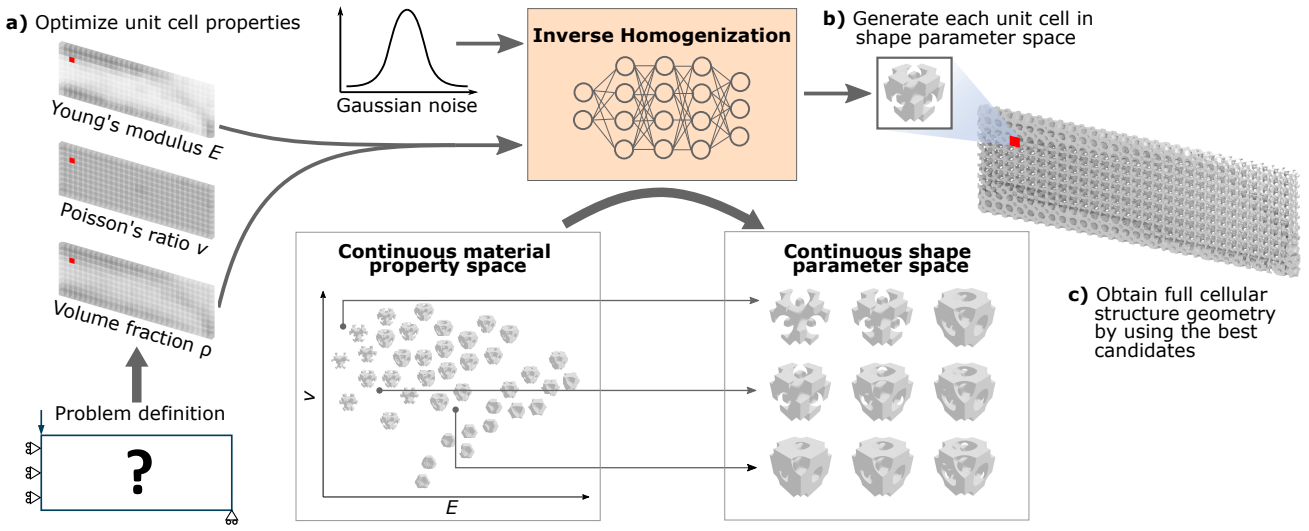 a) Optimize unit cell properties
Young's modulus E
Poisson's ratio ν
Volume fraction ρ
Problem definition
?
Gaussian noise
Inverse Homogenization
b) Generate each unit cell in
shape parameter space
Continuous material
property space
ν
E
Continuous shape
parameter space
c) Obtain full cellular
structure geometry
by using the best
candidates